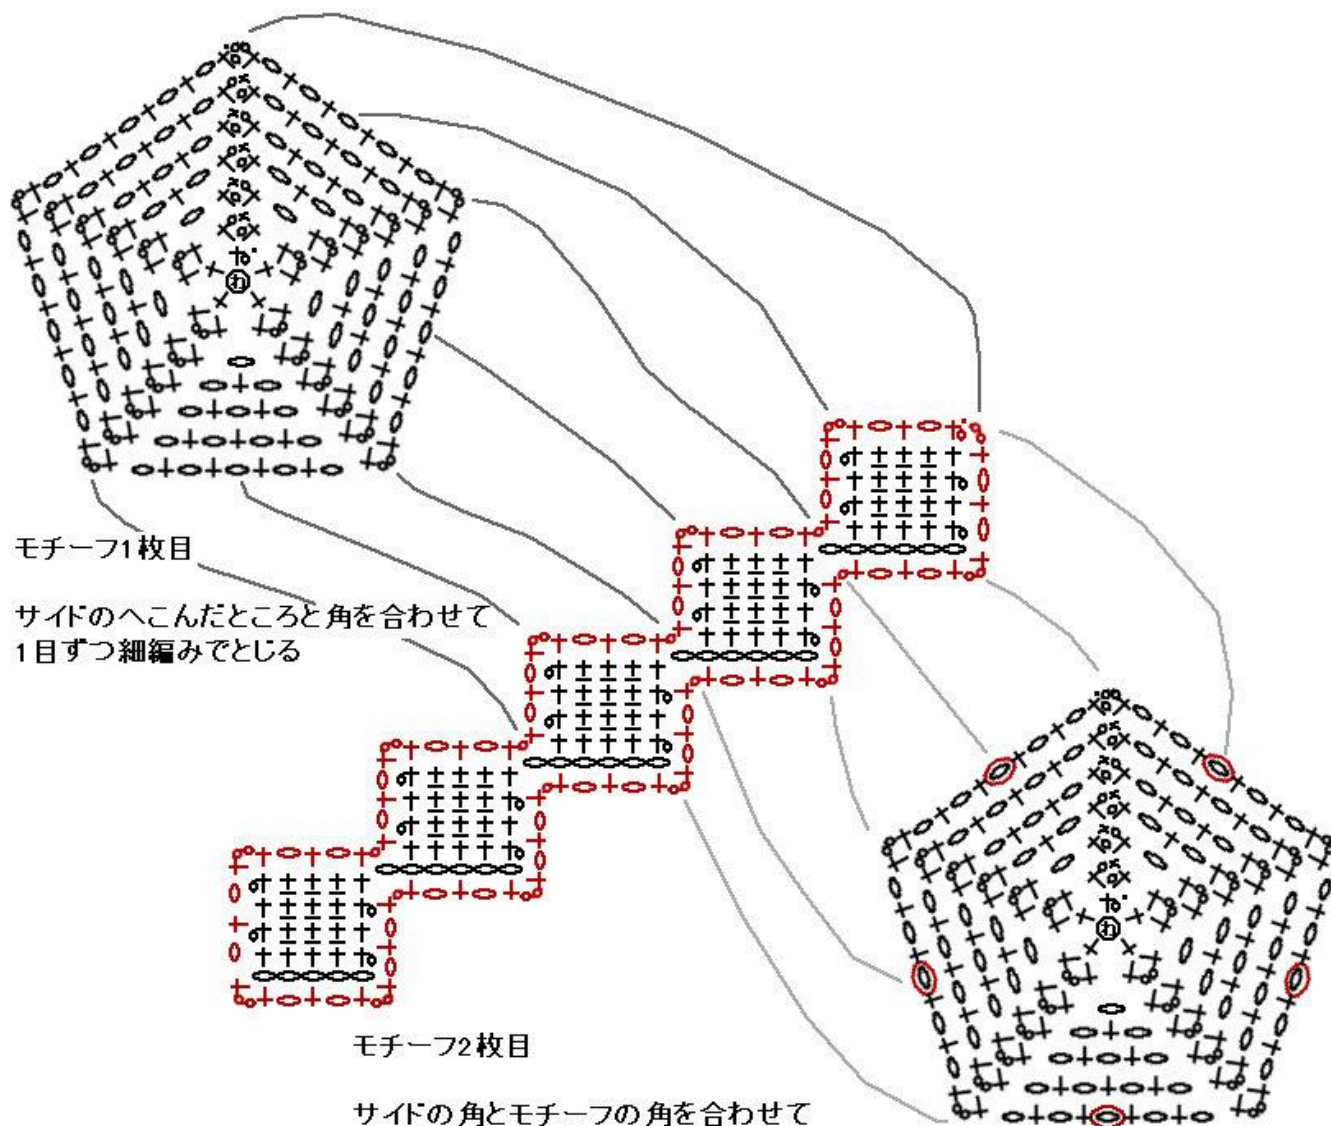 わ
モチーフ1枚目
サイドのへこんだところと角を合わせて
1目ずつ細編みでとじる
わ
モチーフ2枚目
サイドの角とモチーフの角を合わせて